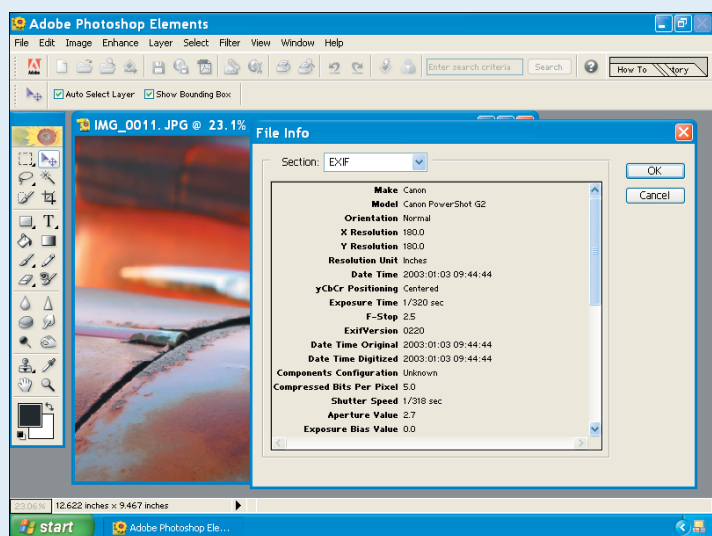 Adobe Photoshop Elements
File Edit Image Enhance Layer Select Filter View Window Help
Adobe Enter search criteria Search How To
Auto Select Layer Show Bounding Box
IMG_0011.JPG @ 23.1%
File Info
Section: EXIF
OK
Cancel
Make Canon
Model Canon PowerShot G2
Orientation Normal
X Resolution 180.0
Y Resolution 180.0
Resolution Unit Inches
Date Time 2003:01:03 09:44:44
yCbCr Positioning Centered
Exposure Time 1/320 sec
F-Stop 2.5
ExifVersion 0220
Date Time Original 2003:01:03 09:44:44
Date Time Digitized 2003:01:03 09:44:44
Components Configuration Unknown
Compressed Bits Per Pixel 5.0
Shutter Speed 1/318 sec
Aperture Value 2.7
Exposure Bias Value 0.0
23.06% 12.622 inches x 9.467 inches
start Adobe Photoshop Ele...